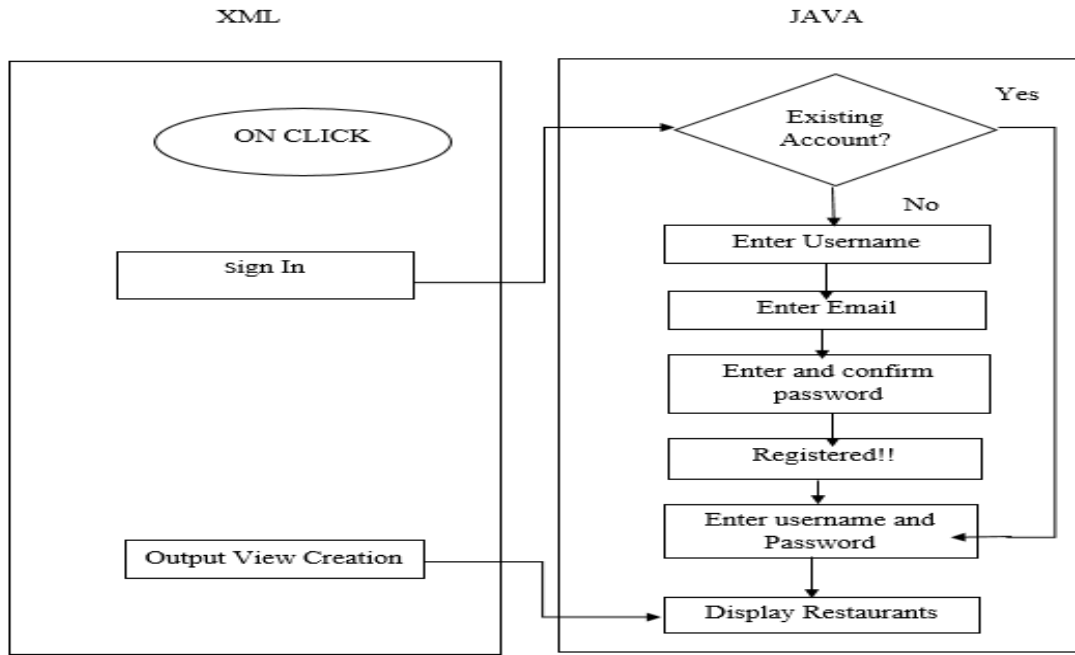 XML
JAVA
ON CLICK
sign In
Output View Creation
Existing
Account?
Yes
No
Enter Username
Enter Email
Enter and confirm
password
Registered!!
Enter username and
Password
Display Restaurants